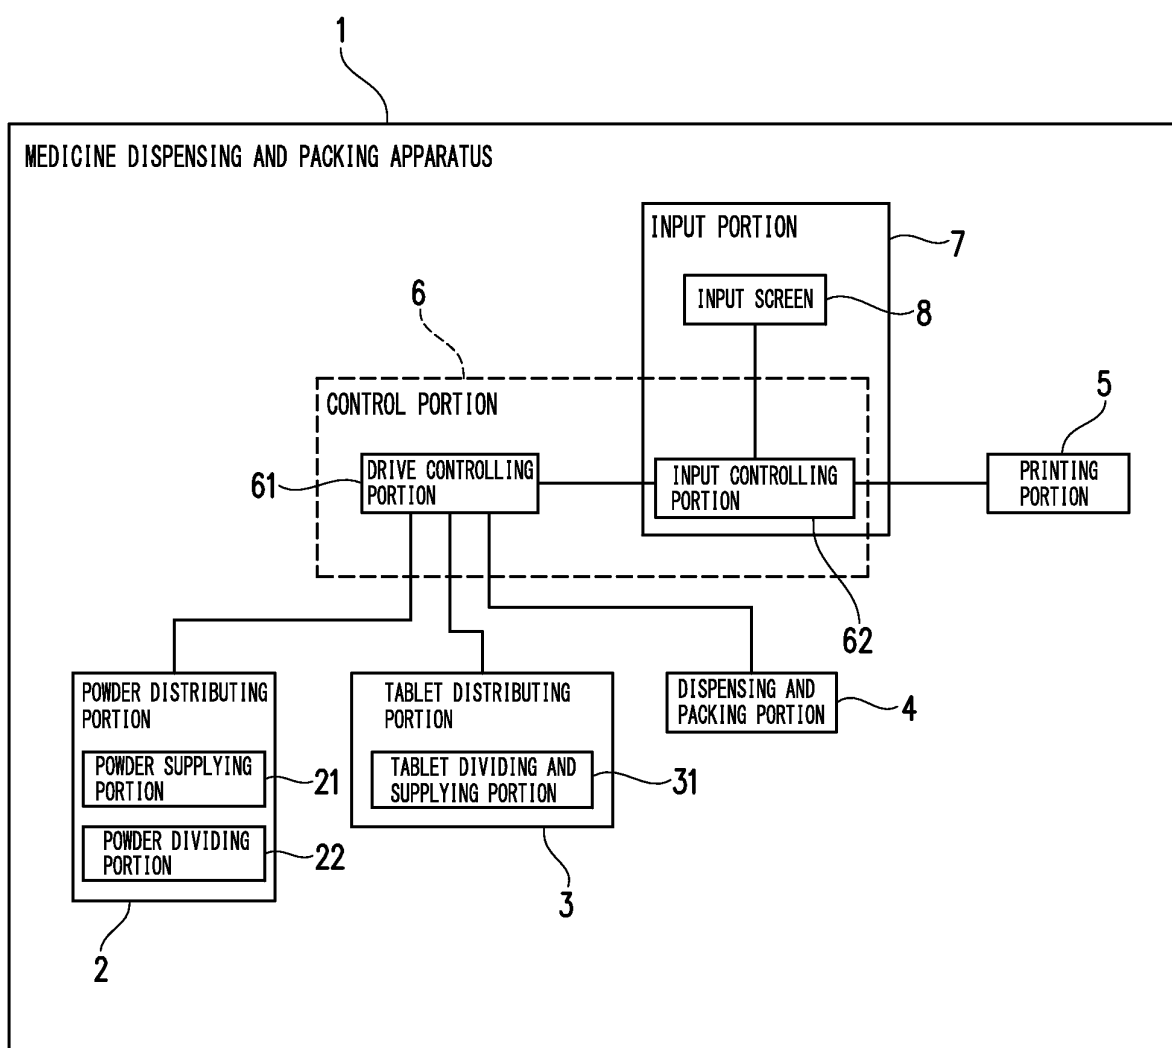 1
MEDICINE DISPENSING AND PACKING APPARATUS
INPUT PORTION
7
INPUT SCREEN
8
6
CONTROL PORTION
5
61
DRIVE CONTROLLING
PORTION
INPUT CONTROLLING
PORTION
PRINTING
PORTION
62
POWDER DISTRIBUTING
PORTION
TABLET DISTRIBUTING
PORTION
DISPENSING AND
PACKING PORTION
4
POWDER SUPPLYING
PORTION
21
TABLET DIVIDING AND
SUPPLYING PORTION
31
POWDER DIVIDING
PORTION
22
3
2